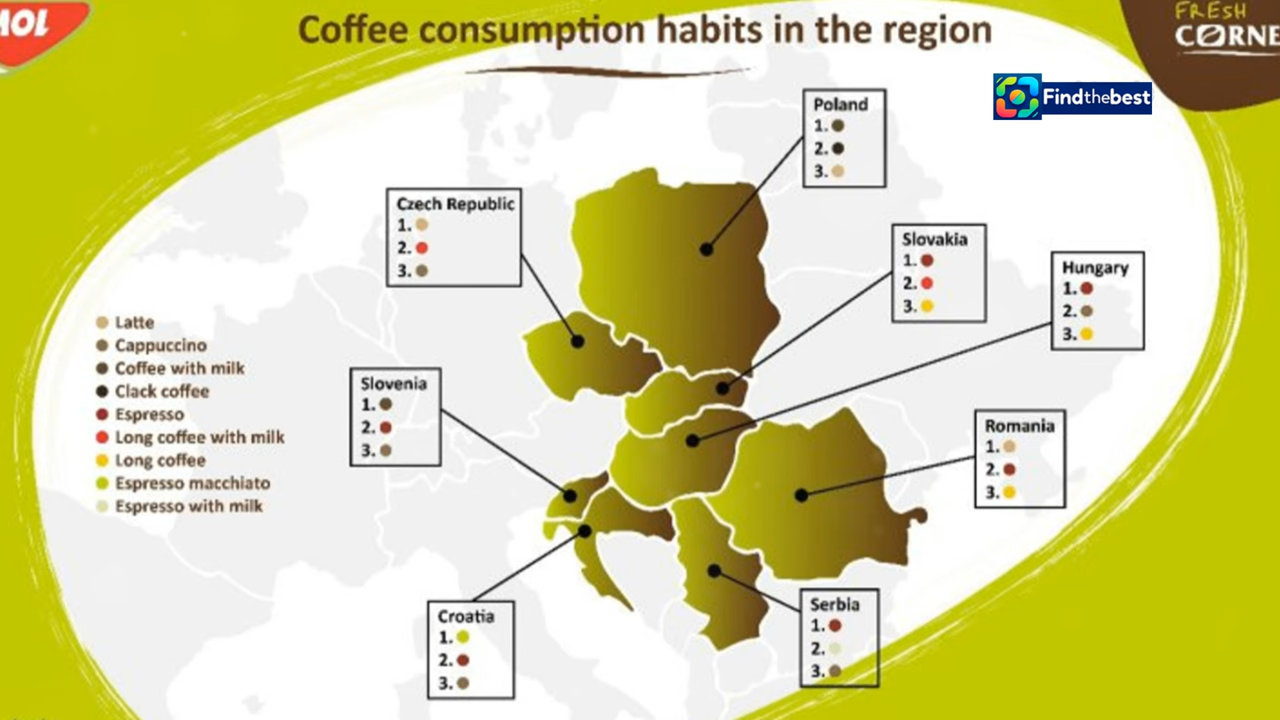 MOL
Coffee consumption habits in the region
FRESH
CORNE
Findthebest
Poland
1.
2.
3.
Czech Republic
1.
2.
3.
Slovakia
1.
2.
3.
Hungary
1.
2.
3.
Latte
Cappuccino
Coffee with milk
Clack coffee
Espresso
Long coffee with milk
Long coffee
Espresso macchiato
Espresso with milk
Slovenia
1.
2.
3.
Romania
1.
2.
3.
Croatia
1.
2.
3.
Serbia
1.
2.
3.